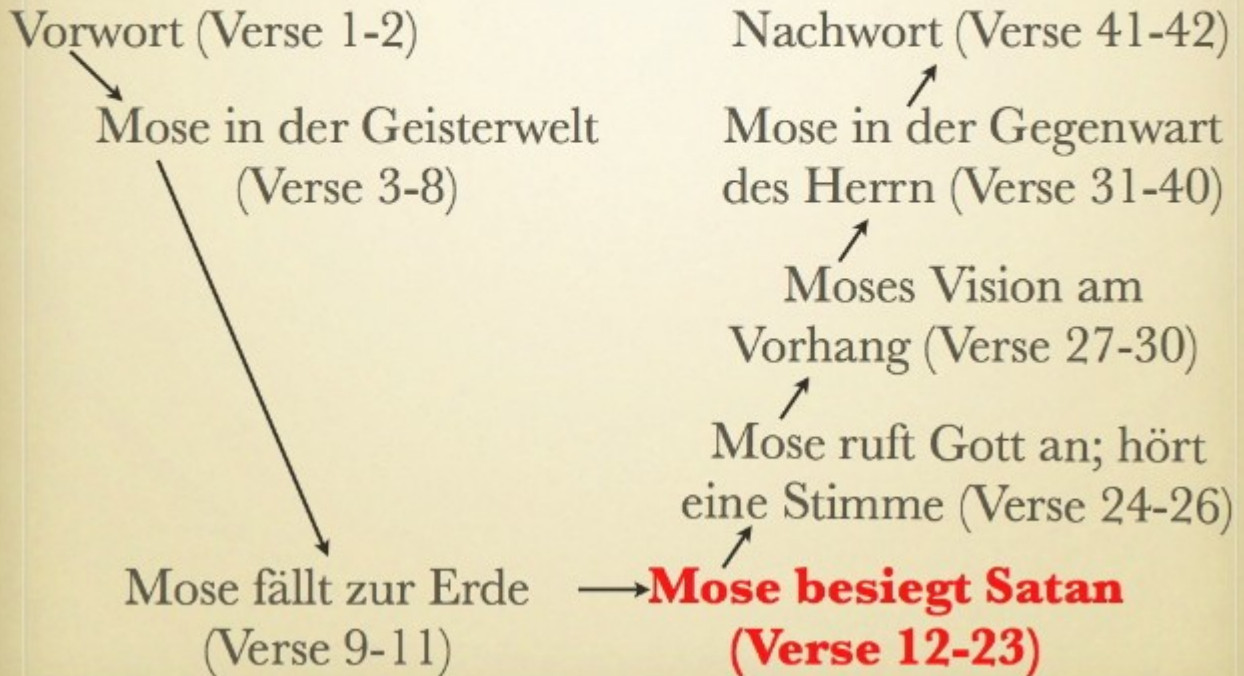 Vorwort (Verse 1-2)
Mose in der Geisterwelt
(Verse 3-8)
Mose fällt zur Erde
(Verse 9-11)
Mose besiegt Satan
(Verse 12-23)
Mose ruft Gott an; hört
eine Stimme (Verse 24-26)
Moses Vision am
Vorhang (Verse 27-30)
Mose in der Gegenwart
des Herrn (Verse 31-40)
Nachwort (Verse 41-42)